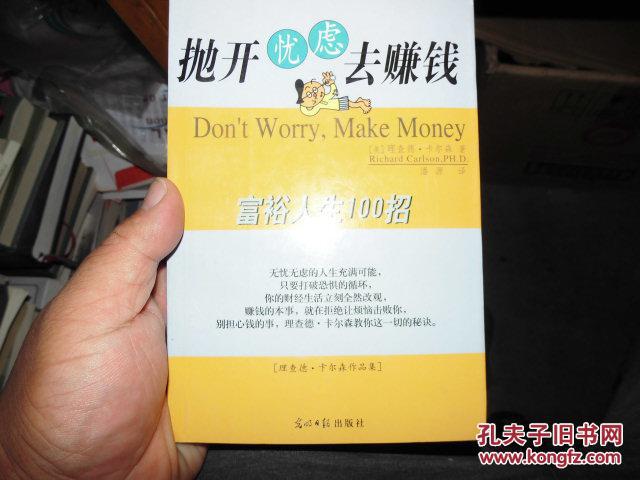 抛开忧虑去赚钱
Don't Worry, Make Money
[美]理查德·卡尔森 著
Richard Carlson,PH.D.
潘源 译
富裕人生100招
无忧无虑的人生充满可能,
只要打破恐惧的循环,
你的财经生活立刻全然改观,
赚钱的本事,就在拒绝让烦恼击败你,
别担心钱的事,理查德·卡尔森教你这一切的秘诀。
[理查德·卡尔森作品集]
光明日报出版社
孔夫子旧书网
www.kongfz.com